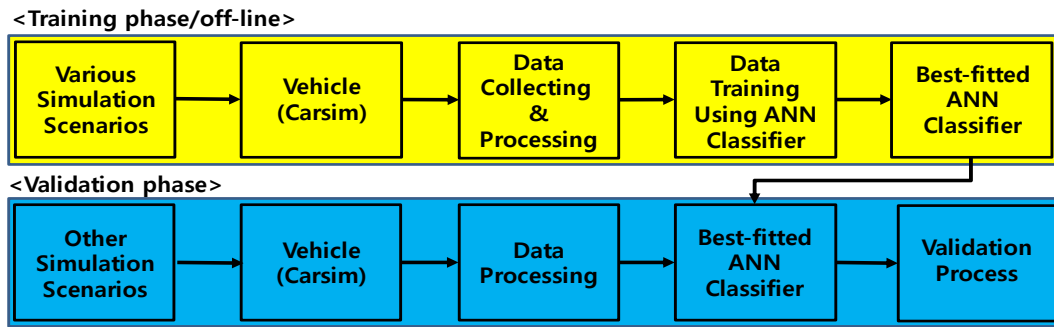 <Training phase/off-line>
Various
Simulation
Scenarios
Vehicle
(Carsim)
Data
Collecting
&
Processing
Data
Training
Using ANN
Classifier
Best-fitted
ANN
Classifier
<Validation phase>
Other
Simulation
Scenarios
Vehicle
(Carsim)
Data
Processing
Best-fitted
ANN
Classifier
Validation
Process